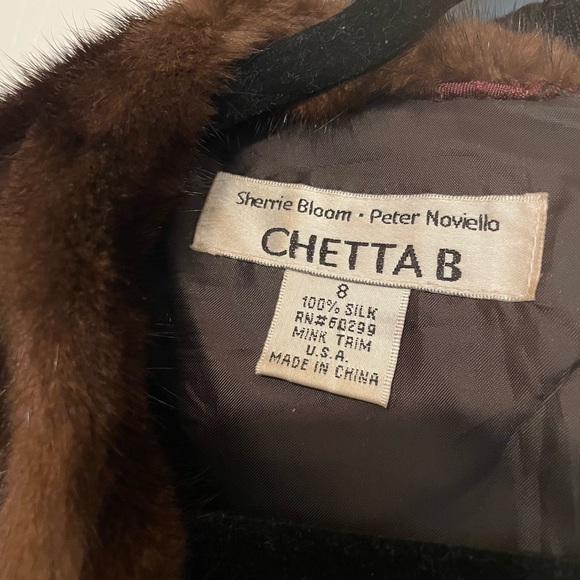 Sherrie Bloom • Peter Noviello
CHETTA B
8
100% SILK
RN#60299
MINK TRIM
U.S.A.
MADE IN CHINA